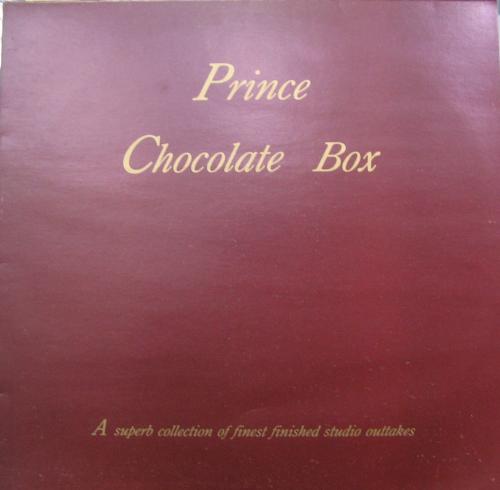 Prince
Chocolate Box
A superb collection of finest finished studio outtakes